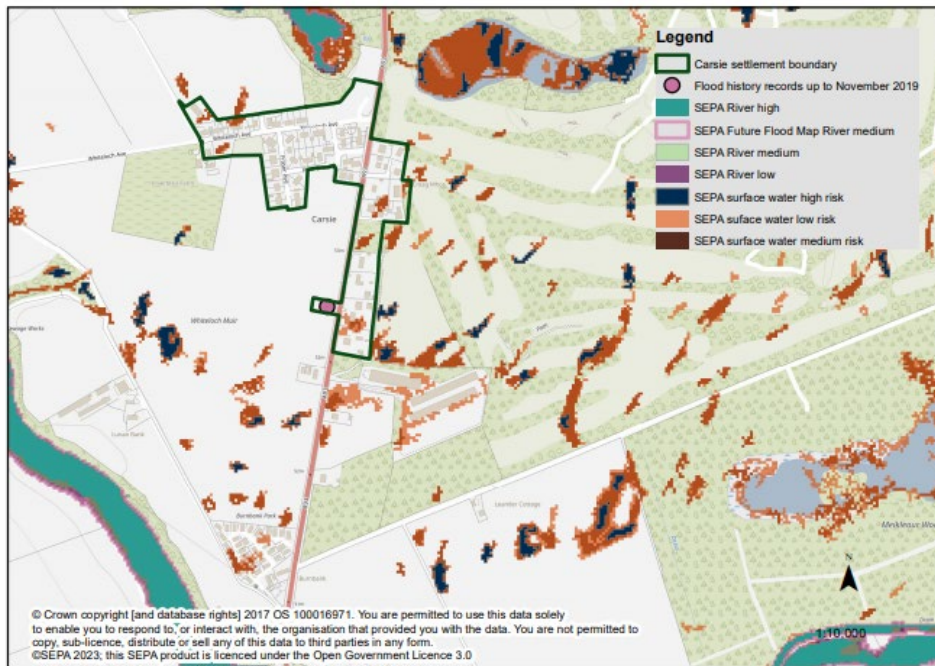 Legend
Carsie settlement boundary
Flood history records up to November 2019
SEPA River high
SEPA Future Flood Map River medium
SEPA River medium
SEPA River low
SEPA surface water high risk
SEPA suface water low risk
SEPA surface water medium risk
Whiteloch Ave
Whiteloch Ave
Carsie
Whiteloch Muir
Burnbank Park
Burnbank
N
1:10,000
© Crown copyright [and database rights] 2017 OS 100016971. You are permitted to use this data solely
to enable you to respond to, or interact with, the organisation that provided you with the data. You are not permitted to
copy, sub-licence, distribute or sell any of this data to third parties in any form.
©SEPA 2023; this SEPA product is licenced under the Open Government Licence 3.0